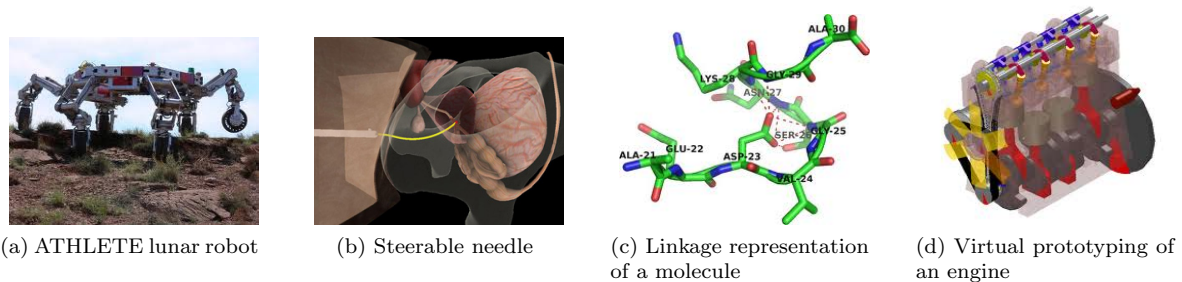 ALA-30
LYS-28
GLY-29
ASN-27
SER-26
GLY-25
GLU-22
ALA-21
ASP-23
VAL-24
(a) ATHLETE lunar robot
(b) Steerable needle
(c) Linkage representation
of a molecule
(d) Virtual prototyping of
an engine